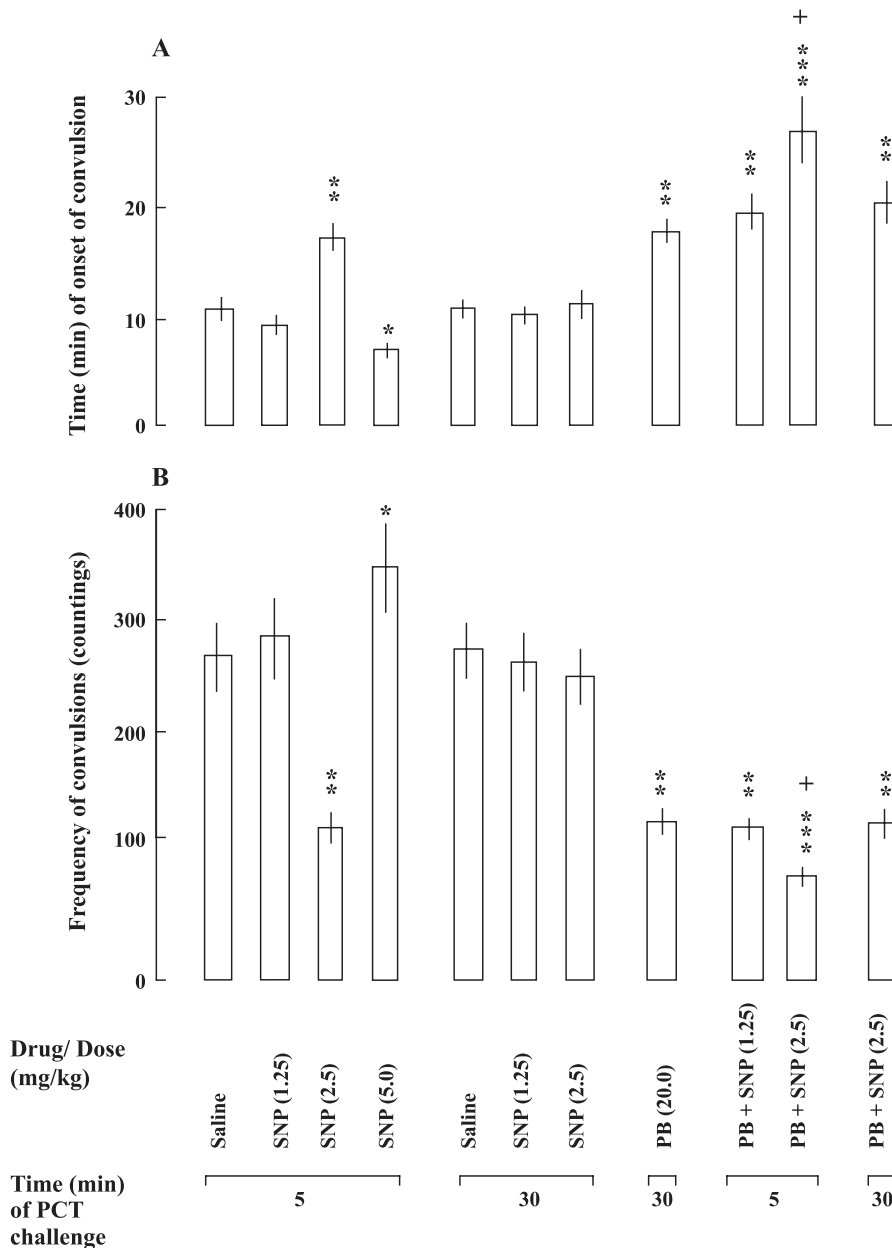 +
A
***
30
**
**
**
**
20
*
10
0
Time (min) of onset of convulsion
B
400
*
300
200
+
**
**
**
**
***
100
0
Frequency of convulsions (countings)
Drug/ Dose
(mg/kg)
Saline
SNP (1.25)
SNP (2.5)
SNP (5.0)
Saline
SNP (1.25)
SNP (2.5)
PB (20.0)
PB + SNP (1.25)
PB + SNP (2.5)
PB + SNP (2.5)
Time (min)
of PCT
challenge
5 30 30 5 30